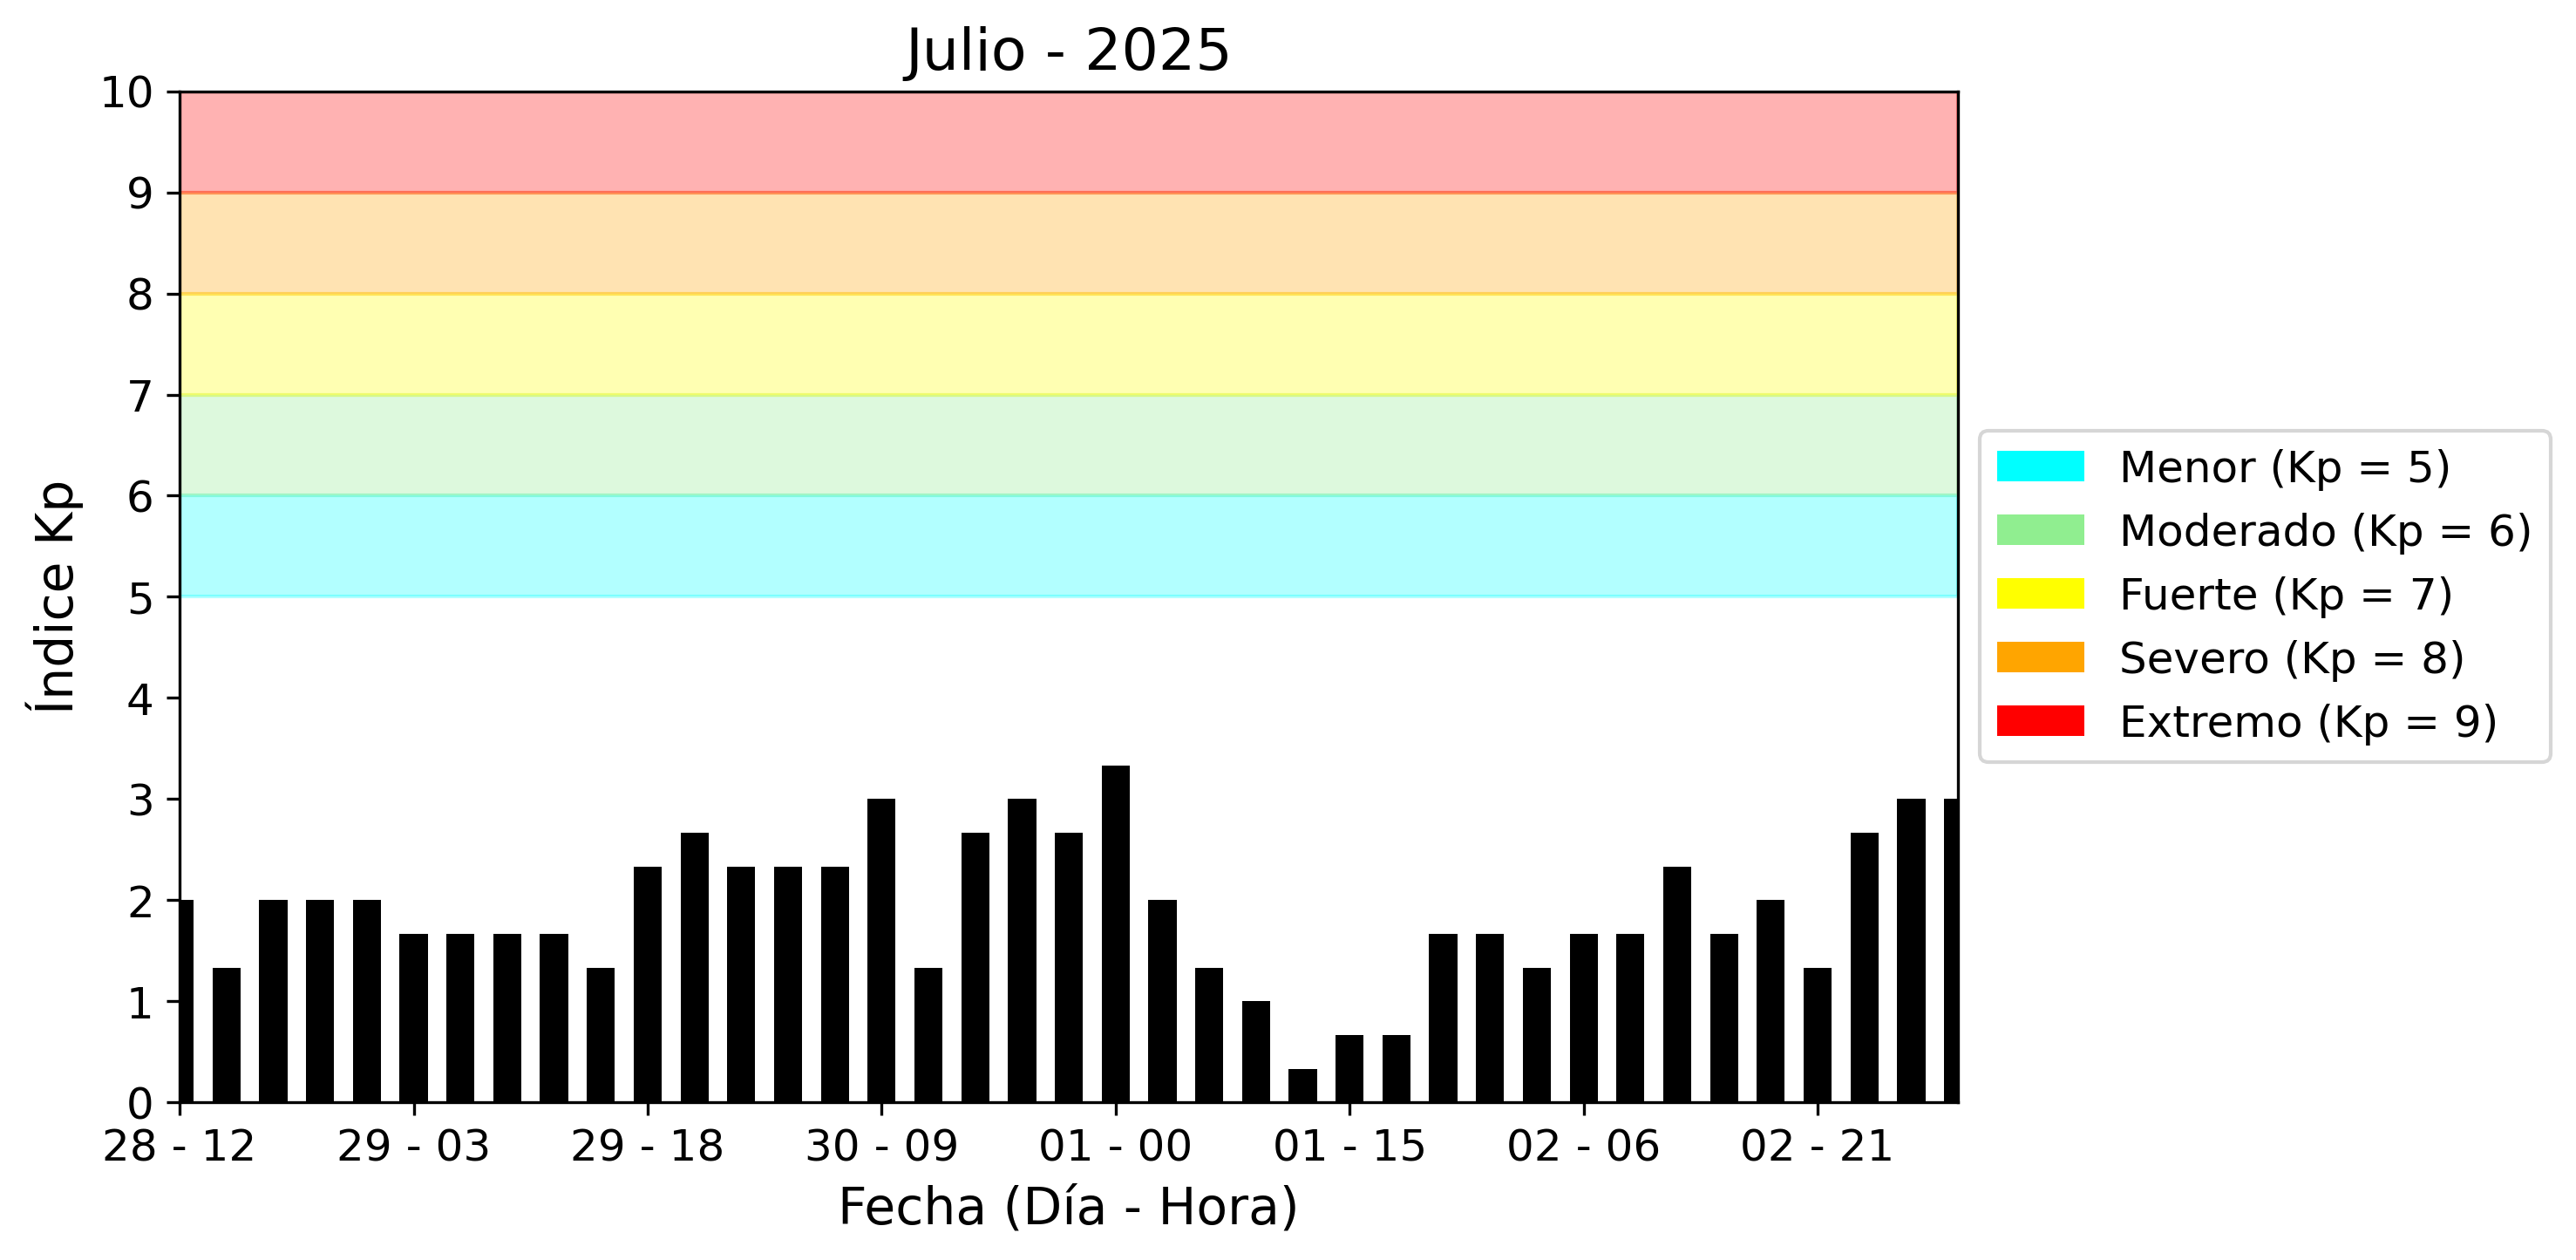 Julio - 2025
10
9
8
7
6
5
4
3
2
1
0
Índice Kp
28 - 12 29 - 03 29 - 18 30 - 09 01 - 00 01 - 15 02 - 06 02 - 21
Fecha (Día - Hora)
Menor (Kp = 5)
Moderado (Kp = 6)
Fuerte (Kp = 7)
Severo (Kp = 8)
Extremo (Kp = 9)